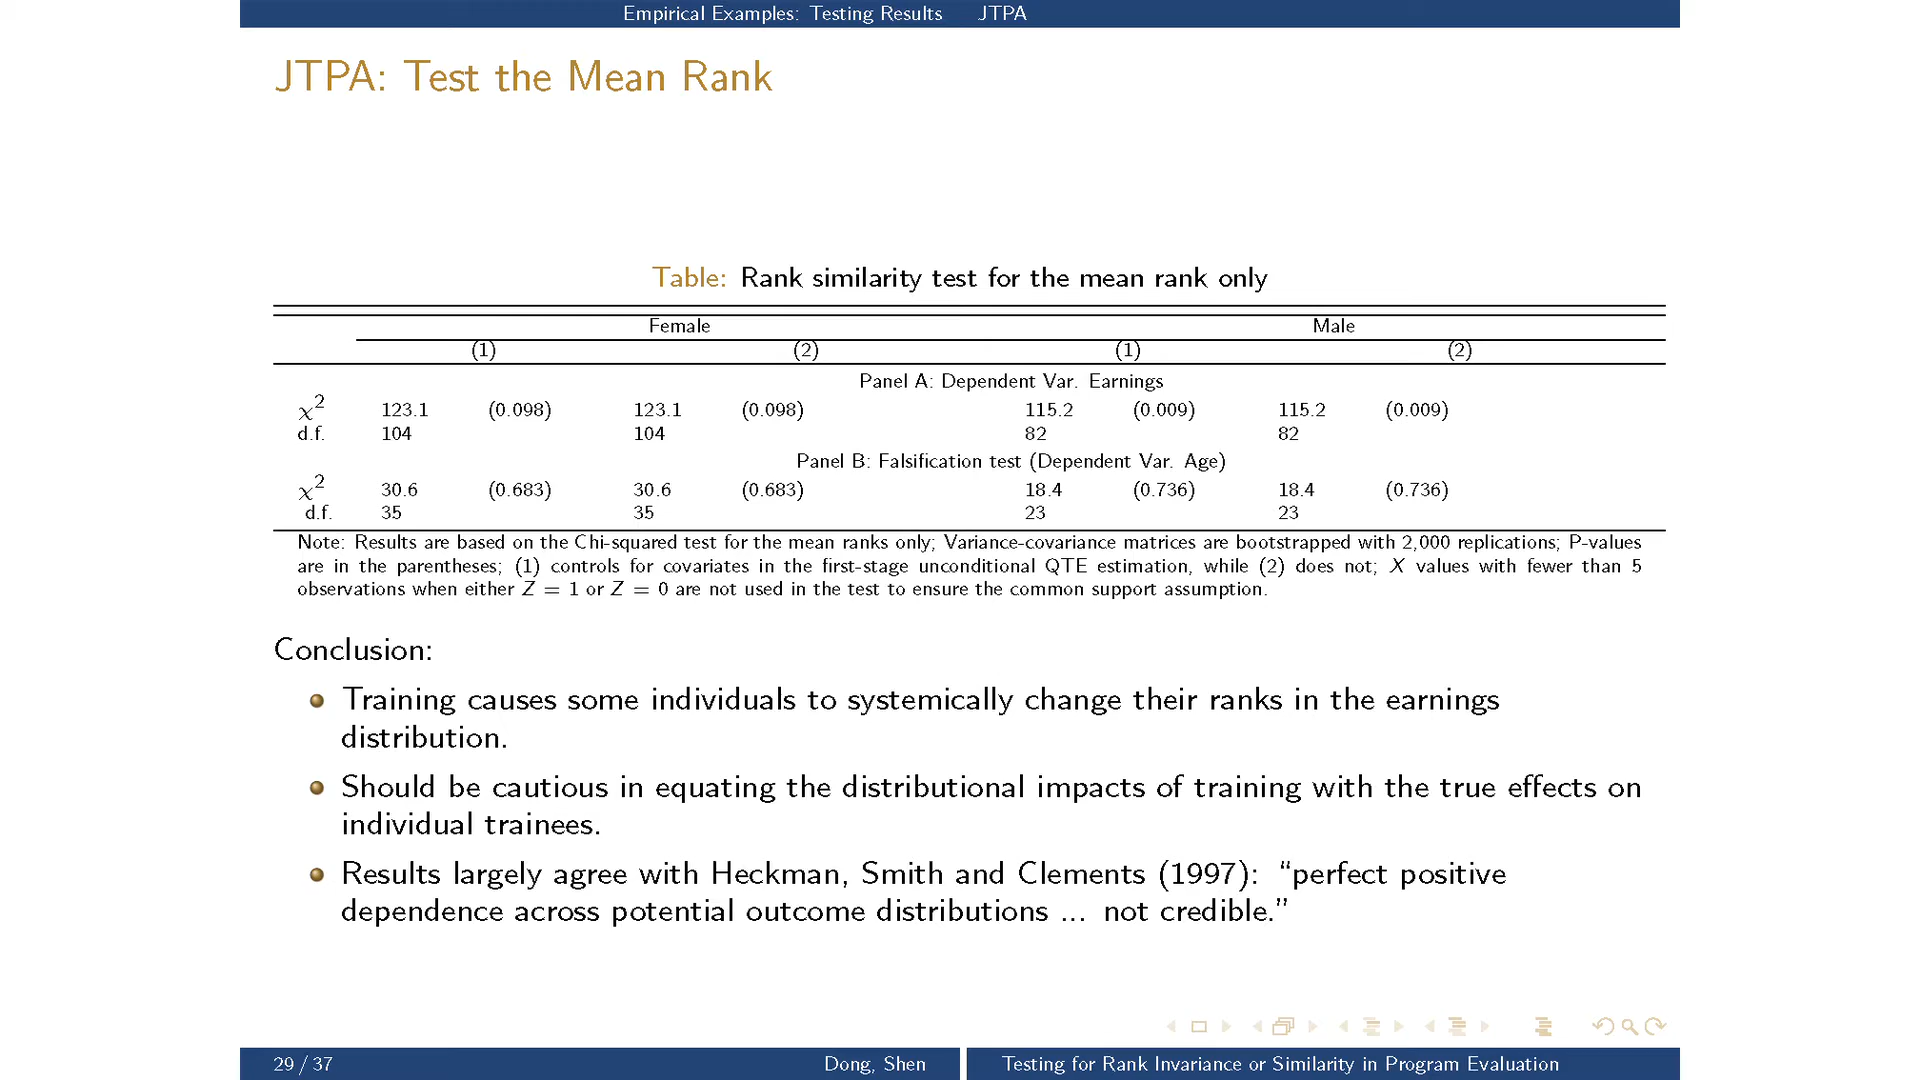 Empirical Examples: Testing Results JTPA
JTPA: Test the Mean Rank
Table: Rank similarity test for the mean rank only
Female Male
(1) (2) (1) (2)
Panel A: Dependent Var. Earnings
χ² 123.1 (0.098) 123.1 (0.098) 115.2 (0.009) 115.2 (0.009)
d.f. 104 104 82 82
Panel B: Falsification test (Dependent Var. Age)
χ² 30.6 (0.683) 30.6 (0.683) 18.4 (0.736) 18.4 (0.736)
d.f. 35 35 23 23
Note: Results are based on the Chi-squared test for the mean ranks only; Variance-covariance matrices are bootstrapped with 2,000 replications; P-values
are in the parentheses; (1) controls for covariates in the first-stage unconditional QTE estimation, while (2) does not; X values with fewer than 5
observations when either Z = 1 or Z = 0 are not used in the test to ensure the common support assumption.
Conclusion:
Training causes some individuals to systemically change their ranks in the earnings
distribution.
Should be cautious in equating the distributional impacts of training with the true effects on
individual trainees.
Results largely agree with Heckman, Smith and Clements (1997): “perfect positive
dependence across potential outcome distributions ... not credible.”
29 / 37 Dong, Shen Testing for Rank Invariance or Similarity in Program Evaluation